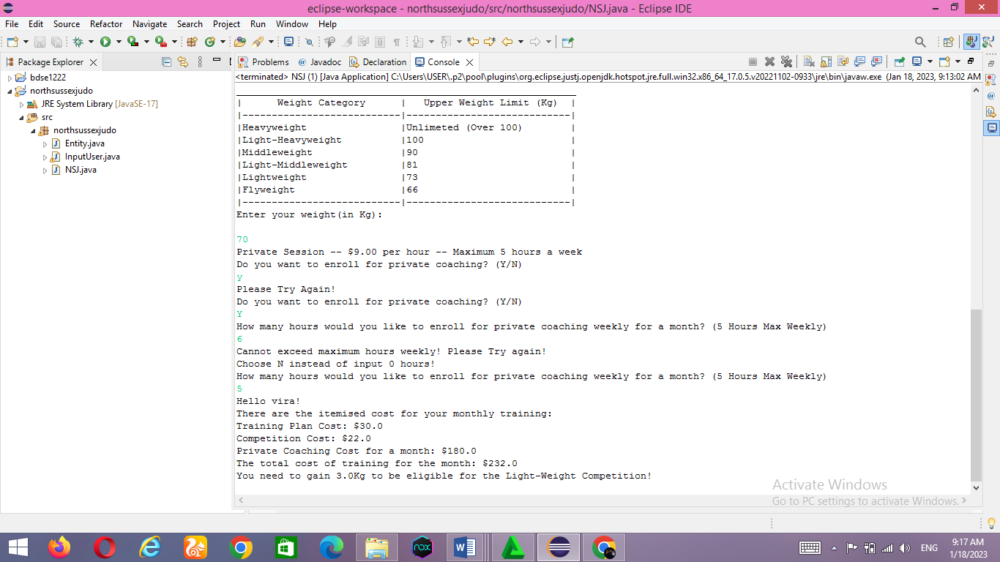 eclipse-workspace - northsussexjudo/src/northsussexjudo/NSJ.java - Eclipse IDE
File Edit Source Refactor Navigate Search Project Run Window Help
Package Explorer
Problems @ Javadoc Declaration Console
<terminated> NSJ (1) [Java Application] C:\Users\USER\.p2\pool\plugins\org.eclipse.justj.openjdk.hotspot.jre.full.win32.x86_64_17.0.5.v20221102-0933\jre\bin\javaw.exe (Jan 18, 2023, 9:13:02 AM
bdse1222
northsussexjudo
JRE System Library [JavaSE-17]
src
northsussexjudo
Entity.java
InputUser.java
NSJ.java
| Weight Category | Upper Weight Limit (Kg) |
|---------------------------|----------------------------|
|Heavyweight |Unlimeted (Over 100) |
|Light-Heavyweight |100 |
|Middleweight |90 |
|Light-Middleweight |81 |
|Lightweight |73 |
|Flyweight |66 |
|---------------------------|----------------------------|
Enter your weight(in Kg):
70
Private Session -- $9.00 per hour -- Maximum 5 hours a week
Do you want to enroll for private coaching? (Y/N)
y
Please Try Again!
Do you want to enroll for private coaching? (Y/N)
Y
How many hours would you like to enroll for private coaching weekly for a month? (5 Hours Max Weekly)
6
Cannot exceed maximum hours weekly! Please Try again!
Choose N instead of input 0 hours!
How many hours would you like to enroll for private coaching weekly for a month? (5 Hours Max Weekly)
5
Hello vira!
There are the itemised cost for your monthly training:
Training Plan Cost: $30.0
Competition Cost: $22.0
Private Coaching Cost for a month: $180.0
The total cost of training for the month: $232.0
You need to gain 3.0Kg to be eligible for the Light-Weight Competition!
Activate Windows
Go to PC settings to activate Windows.
nox
ENG
9:17 AM
1/18/2023